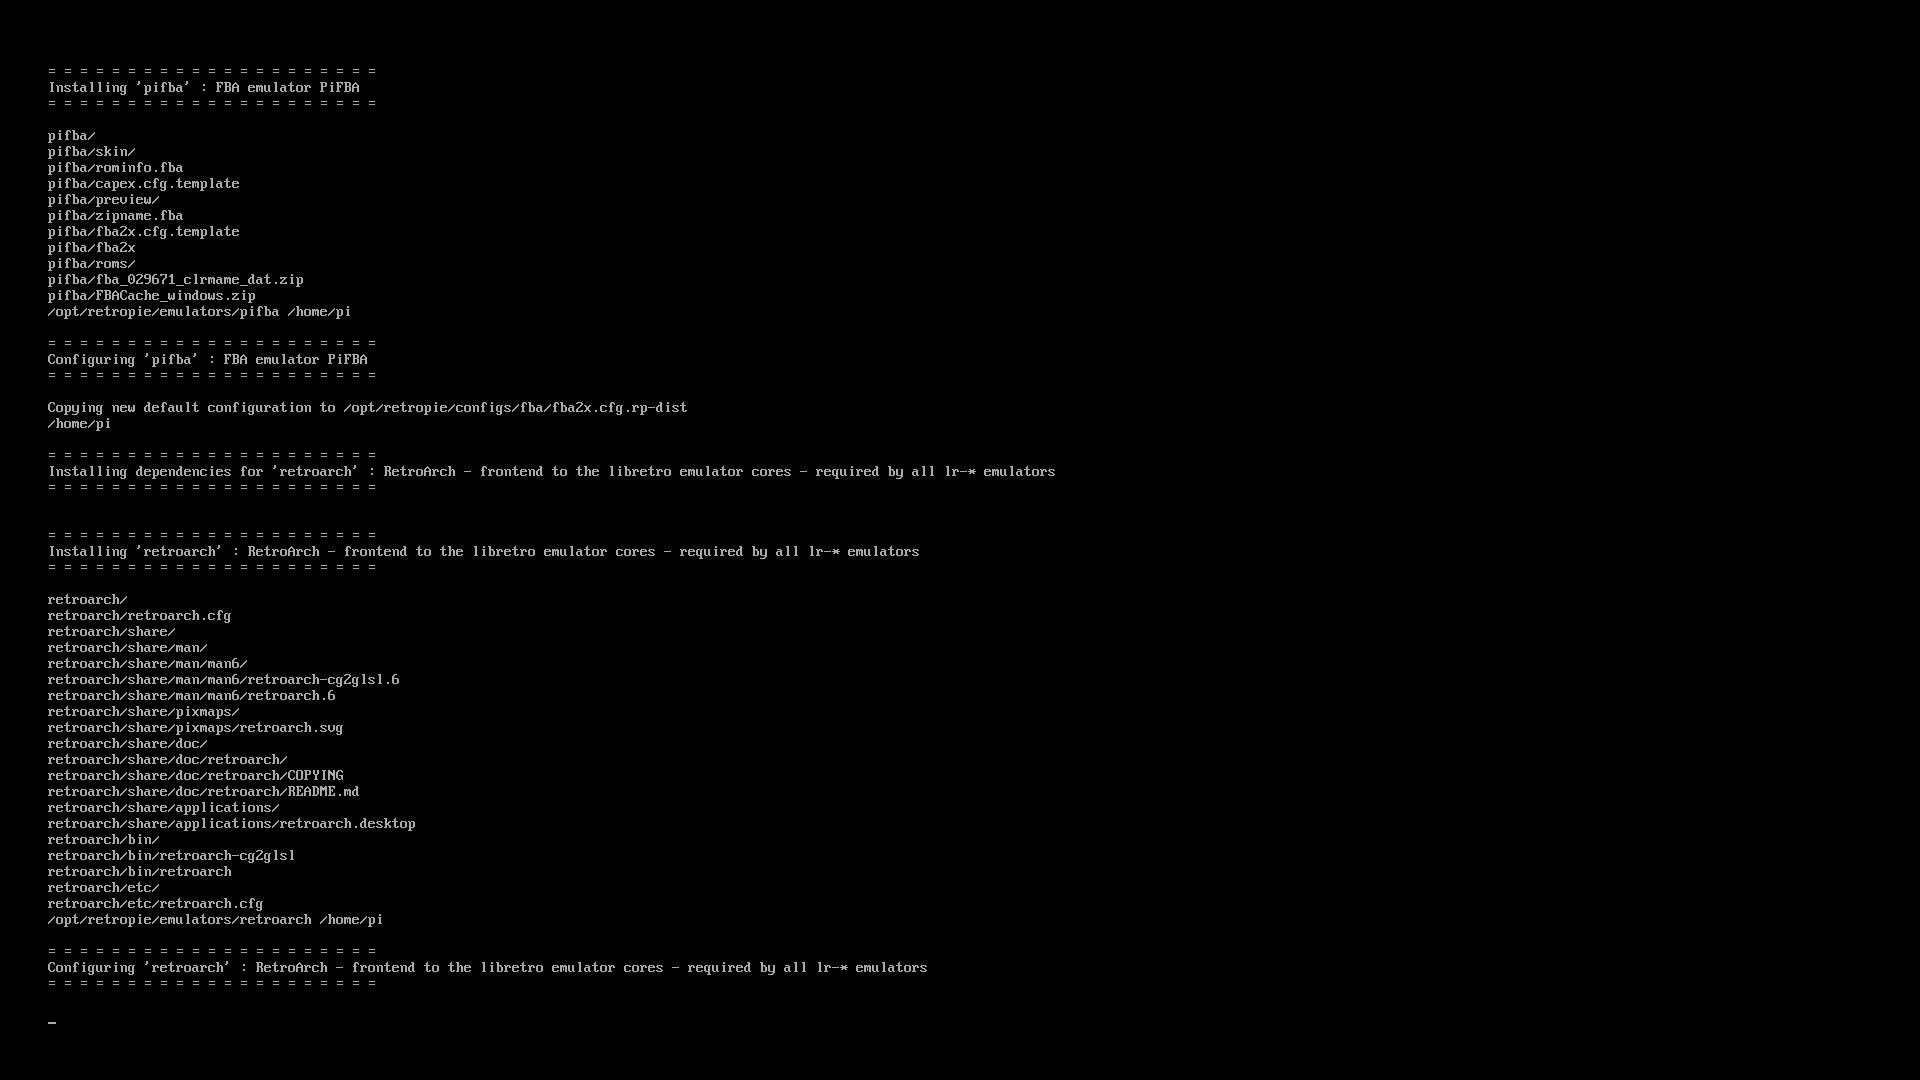 = = = = = = = = = = = = = = = = = = = = =
Installing 'pifba' : FBA emulator PiFBA
= = = = = = = = = = = = = = = = = = = = =
pifba/
pifba/skin/
pifba/rominfo.fba
pifba/capex.cfg.template
pifba/preview/
pifba/zipname.fba
pifba/fba2x.cfg.template
pifba/fba2x
pifba/roms/
pifba/fba_029671_clrmame_dat.zip
pifba/FBACache_windows.zip
/opt/retropie/emulators/pifba /home/pi
= = = = = = = = = = = = = = = = = = = = =
Configuring 'pifba' : FBA emulator PiFBA
= = = = = = = = = = = = = = = = = = = = =
Copying new default configuration to /opt/retropie/configs/fba/fba2x.cfg.rp-dist
/home/pi
= = = = = = = = = = = = = = = = = = = = =
Installing dependencies for 'retroarch' : RetroArch - frontend to the libretro emulator cores - required by all lr-* emulators
= = = = = = = = = = = = = = = = = = = = =
= = = = = = = = = = = = = = = = = = = = =
Installing 'retroarch' : RetroArch - frontend to the libretro emulator cores - required by all lr-* emulators
= = = = = = = = = = = = = = = = = = = = =
retroarch/
retroarch/retroarch.cfg
retroarch/share/
retroarch/share/man/
retroarch/share/man/man6/
retroarch/share/man/man6/retroarch-cg2glsl.6
retroarch/share/man/man6/retroarch.6
retroarch/share/pixmaps/
retroarch/share/pixmaps/retroarch.svg
retroarch/share/doc/
retroarch/share/doc/retroarch/
retroarch/share/doc/retroarch/COPYING
retroarch/share/doc/retroarch/README.md
retroarch/share/applications/
retroarch/share/applications/retroarch.desktop
retroarch/bin/
retroarch/bin/retroarch-cg2glsl
retroarch/bin/retroarch
retroarch/etc/
retroarch/etc/retroarch.cfg
/opt/retropie/emulators/retroarch /home/pi
= = = = = = = = = = = = = = = = = = = = =
Configuring 'retroarch' : RetroArch - frontend to the libretro emulator cores - required by all lr-* emulators
= = = = = = = = = = = = = = = = = = = = =
_